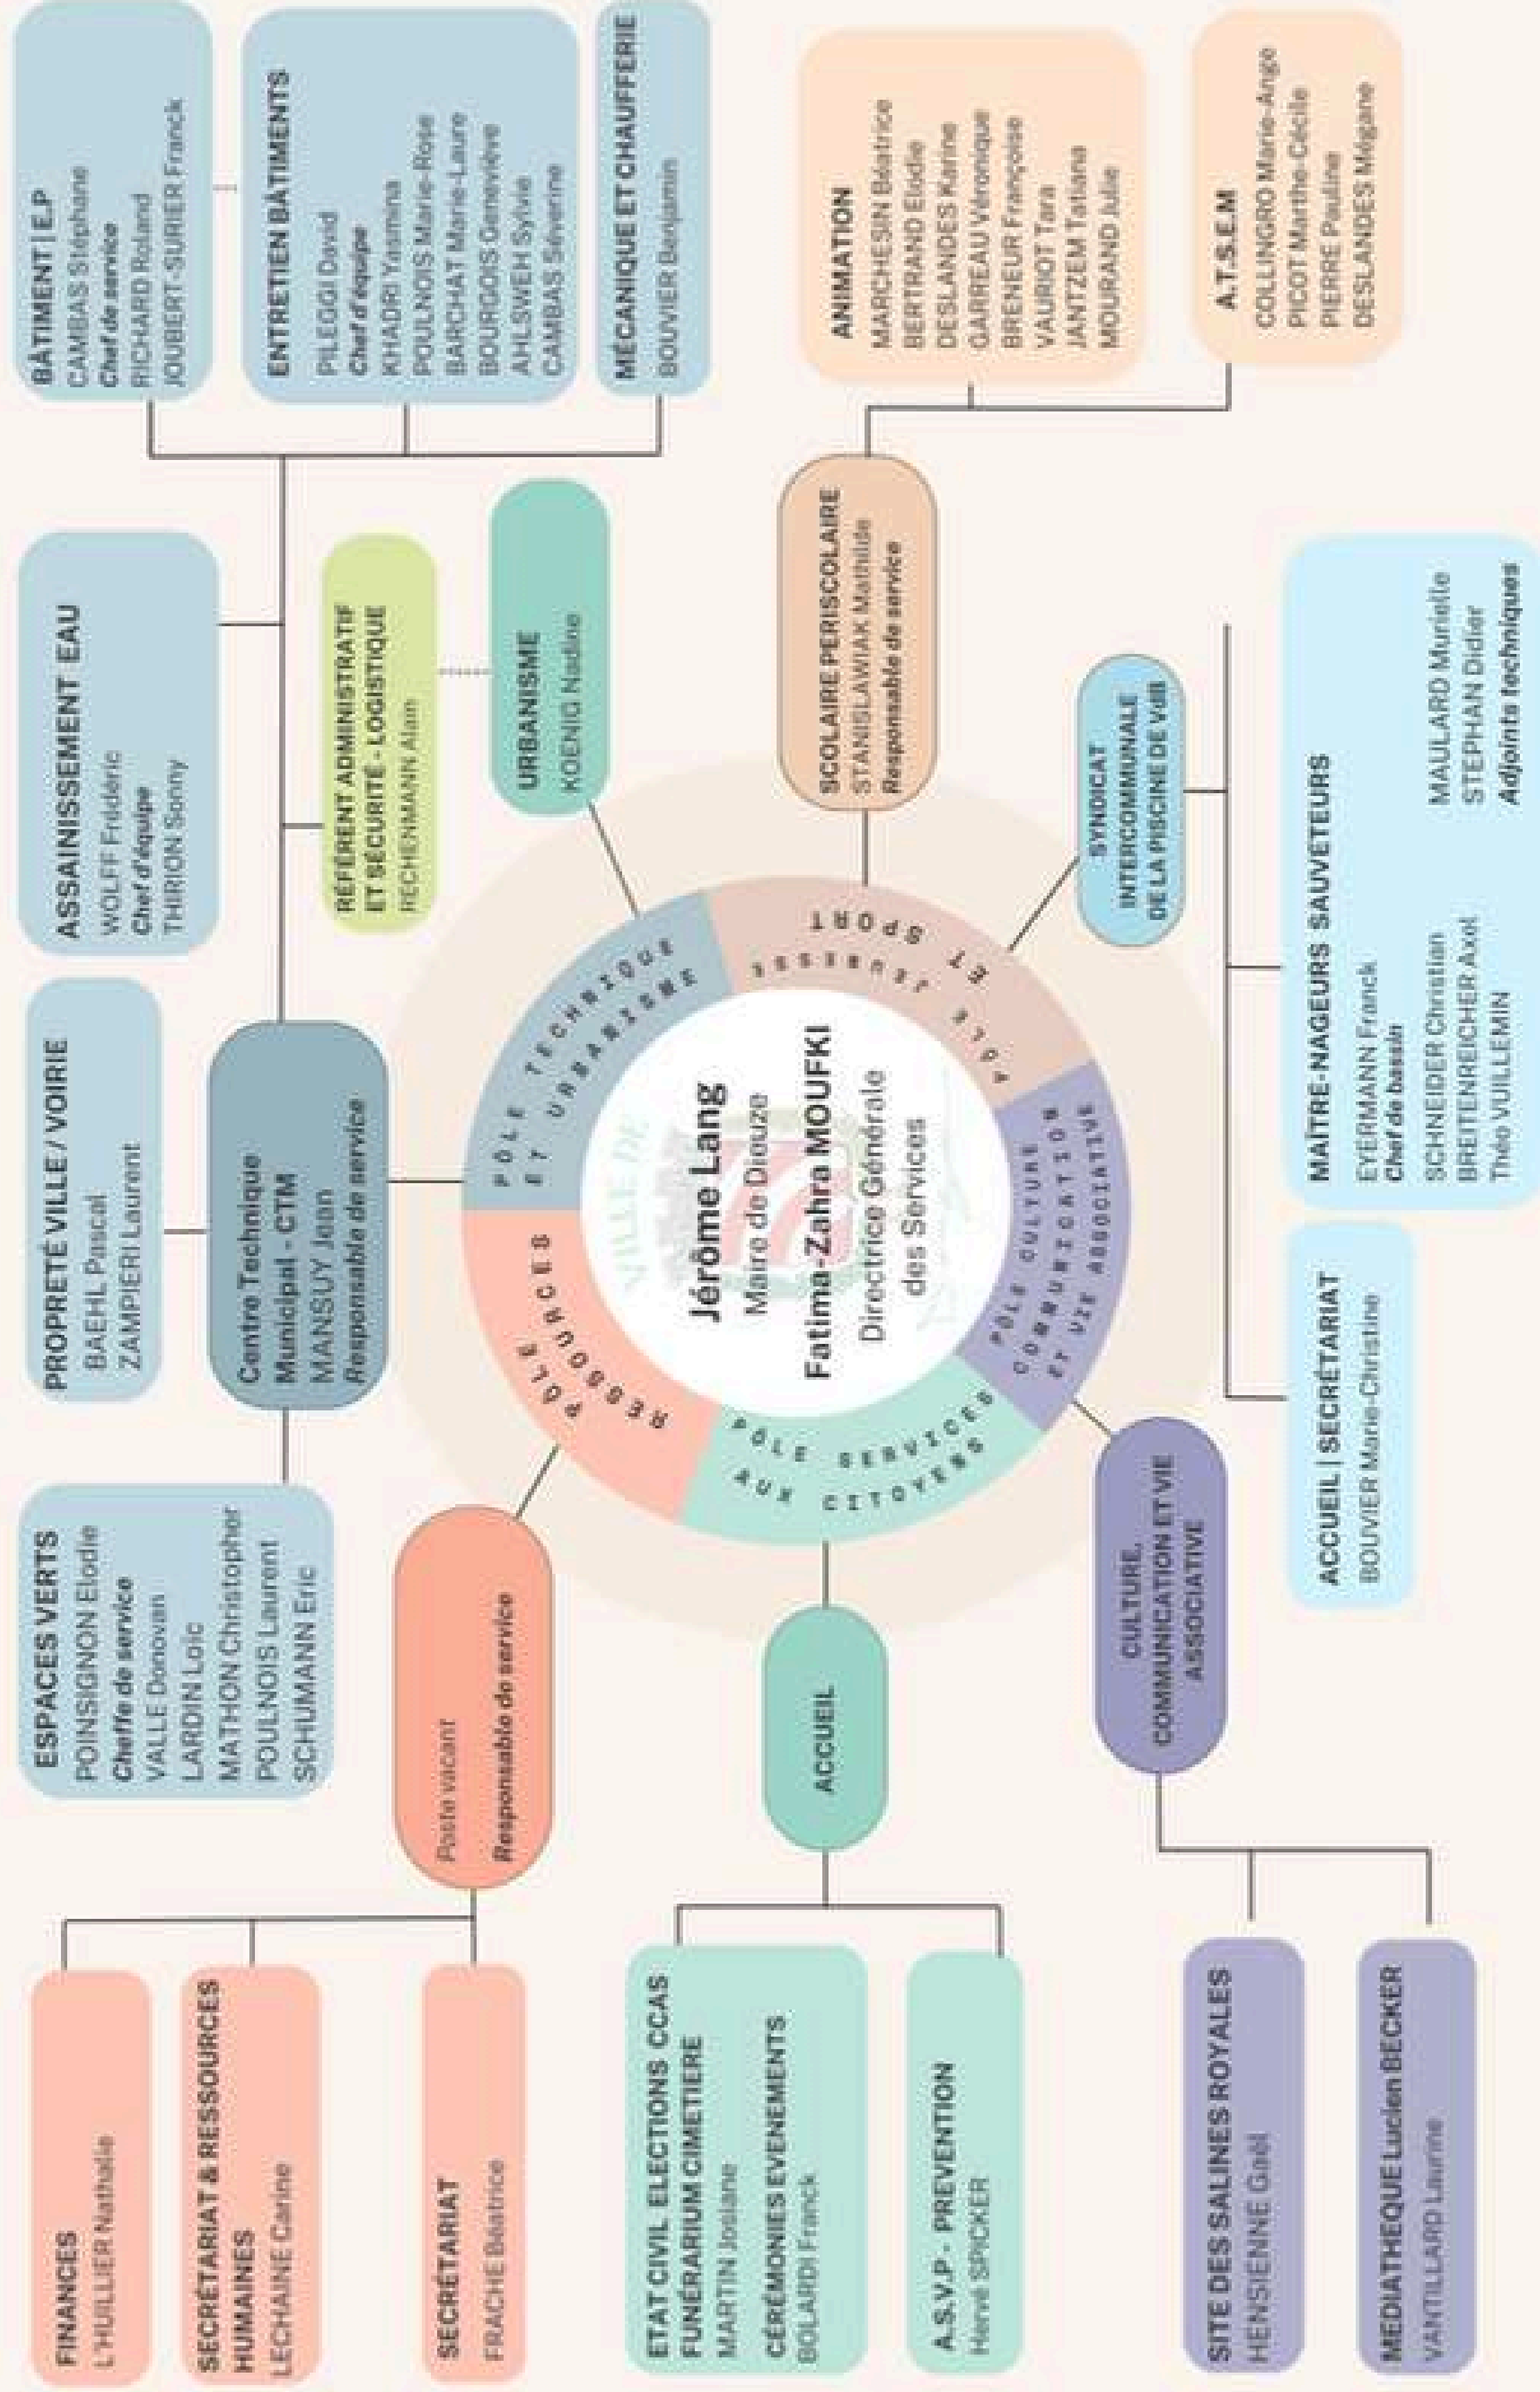 FINANCES
L'HUILLIER Nathalie
SECRÉTARIAT & RESSOURCES
HUMAINES
LECHAINE Carine
SECRÉTARIAT
FRACHE Béatrice
Poste vacant
Responsable de service
ESPACES VERTS
POINSIGNON Elodie
Cheffe de service
VALLE Donovan
LARDIN Loïc
MATHON Christopher
POULNOIS Laurent
SCHUMANN Eric
PROPRETÉ VILLE / VOIRIE
BAEHL Pascal
ZAMPIERI Laurent
Centre Technique
Municipal - CTM
MANSUY Jean
Responsable de service
ASSAINISSEMENT EAU
WOLFF Frédéric
Chef d'équipe
THIRION Sonny
RÉFÉRENT ADMINISTRATIF
ET SÉCURITÉ - LOGISTIQUE
RECHENMANN Alain
URBANISME
KOENIG Nadine
BÂTIMENT | E.P
CAMBAS Stéphane
Chef de service
RICHARD Roland
JOUBERT-SURIER Franck
ENTRETIEN BÂTIMENTS
PILEGGI David
Chef d'équipe
KHADRI Yasmina
POULNOIS Marie-Rose
BARCHAT Marie-Laure
BOURGOIS Geneviève
AHLSWEH Sylvie
CAMBAS Séverine
MÉCANIQUE ET CHAUFFERIE
BOUVIER Benjamin
PÔLE
RESSOURCES
PÔLE TECHNIQUE
ET URBANISME
PÔLE JEUNESSE
ET SPORT
PÔLE CULTURE
COMMUNICATION
ET VIE ASSOCIATIVE
PÔLE SERVICES
AUX CITOYENS
VILLE DE
Jérôme Lang
Maire de Dieuze
Fatima-Zahra MOUFKI
Directrice Générale
des Services
ETAT CIVIL ELECTIONS CCAS
FUNÉRARIUM CIMETIERE
MARTIN Josiane
CÉRÉMONIES EVENEMENTS
BOLARDI Franck
A.S.V.P - PREVENTION
Hervé SPICKER
ACCUEIL
SCOLAIRE PERISCOLAIRE
STANISLAWIAK Mathilde
Responsable de service
ANIMATION
MARCHESIN Béatrice
BERTRAND Elodie
DESLANDES Karine
GARREAU Véronique
BRENEUR Françoise
VAURIOT Tara
JANTZEM Tatiana
MOURAND Julie
A.T.S.E.M
COLLINGRO Marie-Ange
PICOT Marthe-Cécile
PIERRE Pauline
DESLANDES Mégane
SYNDICAT
INTERCOMMUNALE
DE LA PISCINE DE VdB
CULTURE,
COMMUNICATION ET VIE
ASSOCIATIVE
SITE DES SALINES ROYALES
HENSIENNE Gaël
MEDIATHEQUE Lucien BECKER
VANTILLARD Laurine
ACCUEIL | SECRÉTARIAT
BOUVIER Marie-Christine
MAÎTRE-NAGEURS SAUVETEURS
EYERMANN Franck
Chef de bassin
SCHNEIDER Christian
BREITENREICHER Axel
Théo VUILLEMIN
MAULARD Murielle
STEPHAN Didier
Adjoints techniques